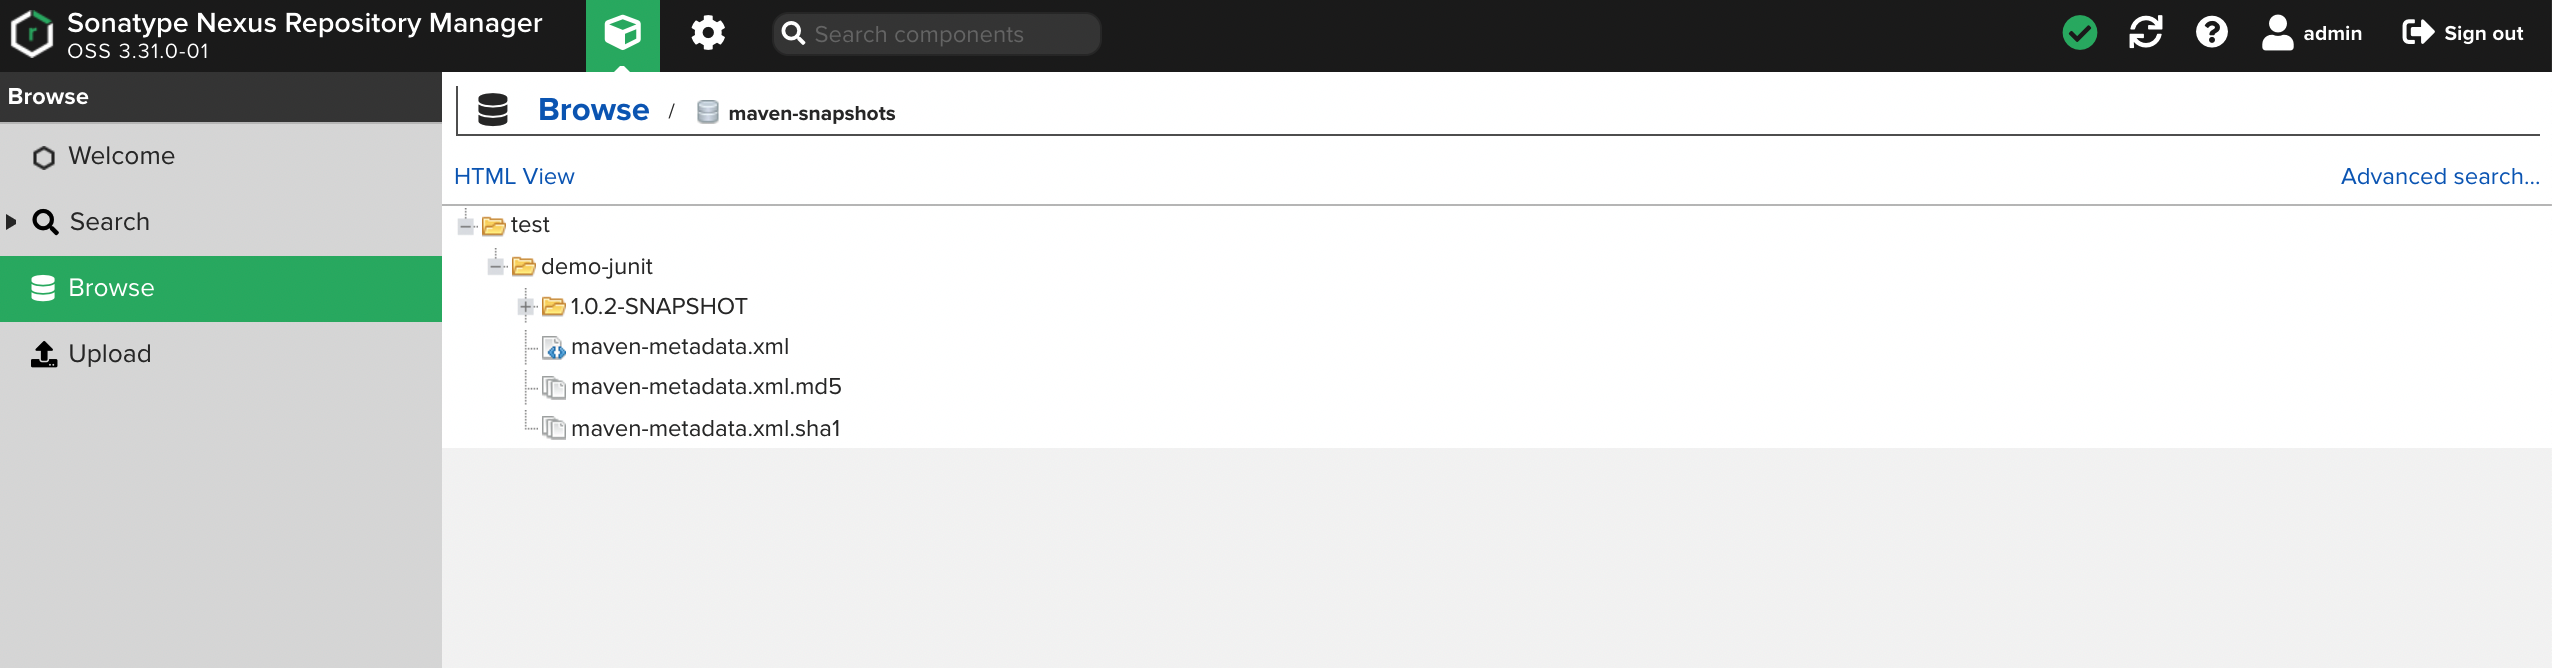 Sonatype Nexus Repository Manager
OSS 3.31.0-01
Search components
admin
Sign out
Browse
Welcome
Search
Browse
Upload
Browse / maven-snapshots
HTML View
Advanced search...
test
demo-junit
1.0.2-SNAPSHOT
maven-metadata.xml
maven-metadata.xml.md5
maven-metadata.xml.sha1